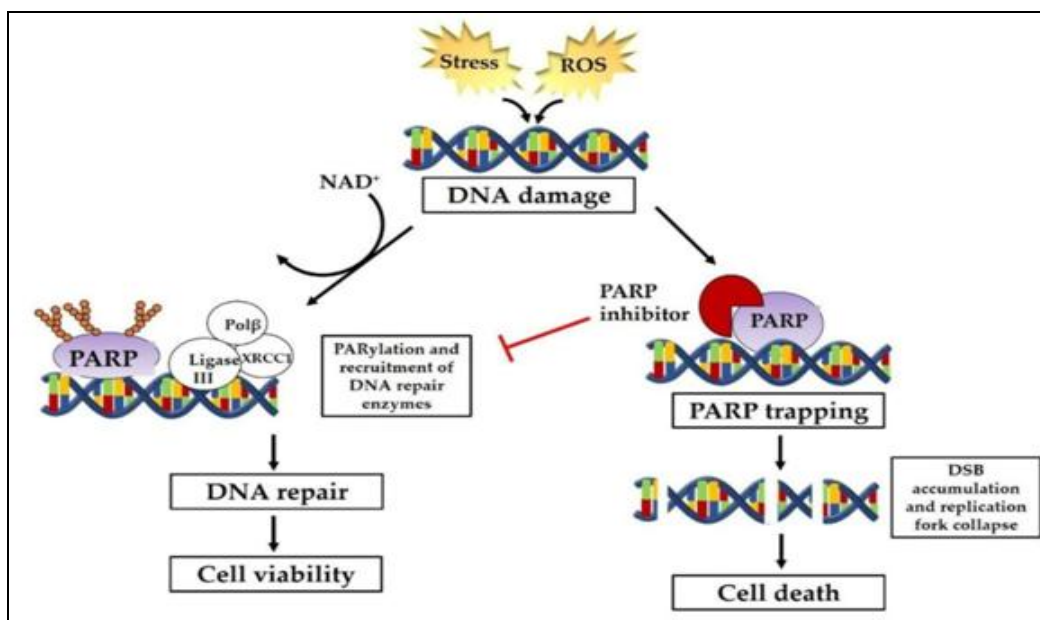 Stress
ROS
DNA damage
NAD⁺
PARP
Polβ
Ligase
III
XRCC1
PARylation and
recruitment of
DNA repair
enzymes
PARP
inhibitor
PARP
PARP trapping
DNA repair
Cell viability
DSB
accumulation
and replication
fork collapse
Cell death